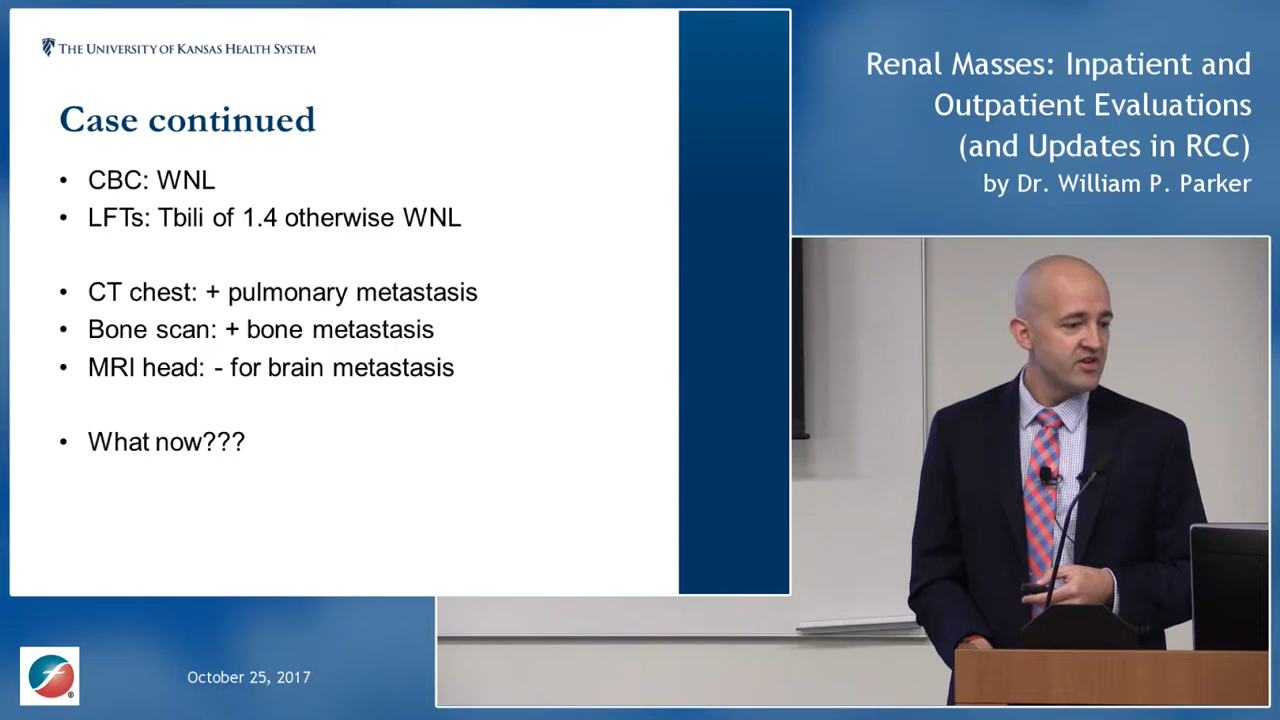 THE UNIVERSITY OF KANSAS HEALTH SYSTEM
Case continued
• CBC: WNL
• LFTs: Tbili of 1.4 otherwise WNL
• CT chest: + pulmonary metastasis
• Bone scan: + bone metastasis
• MRI head: - for brain metastasis
• What now???
Renal Masses: Inpatient and
Outpatient Evaluations
(and Updates in RCC)
by Dr. William P. Parker
October 25, 2017
®